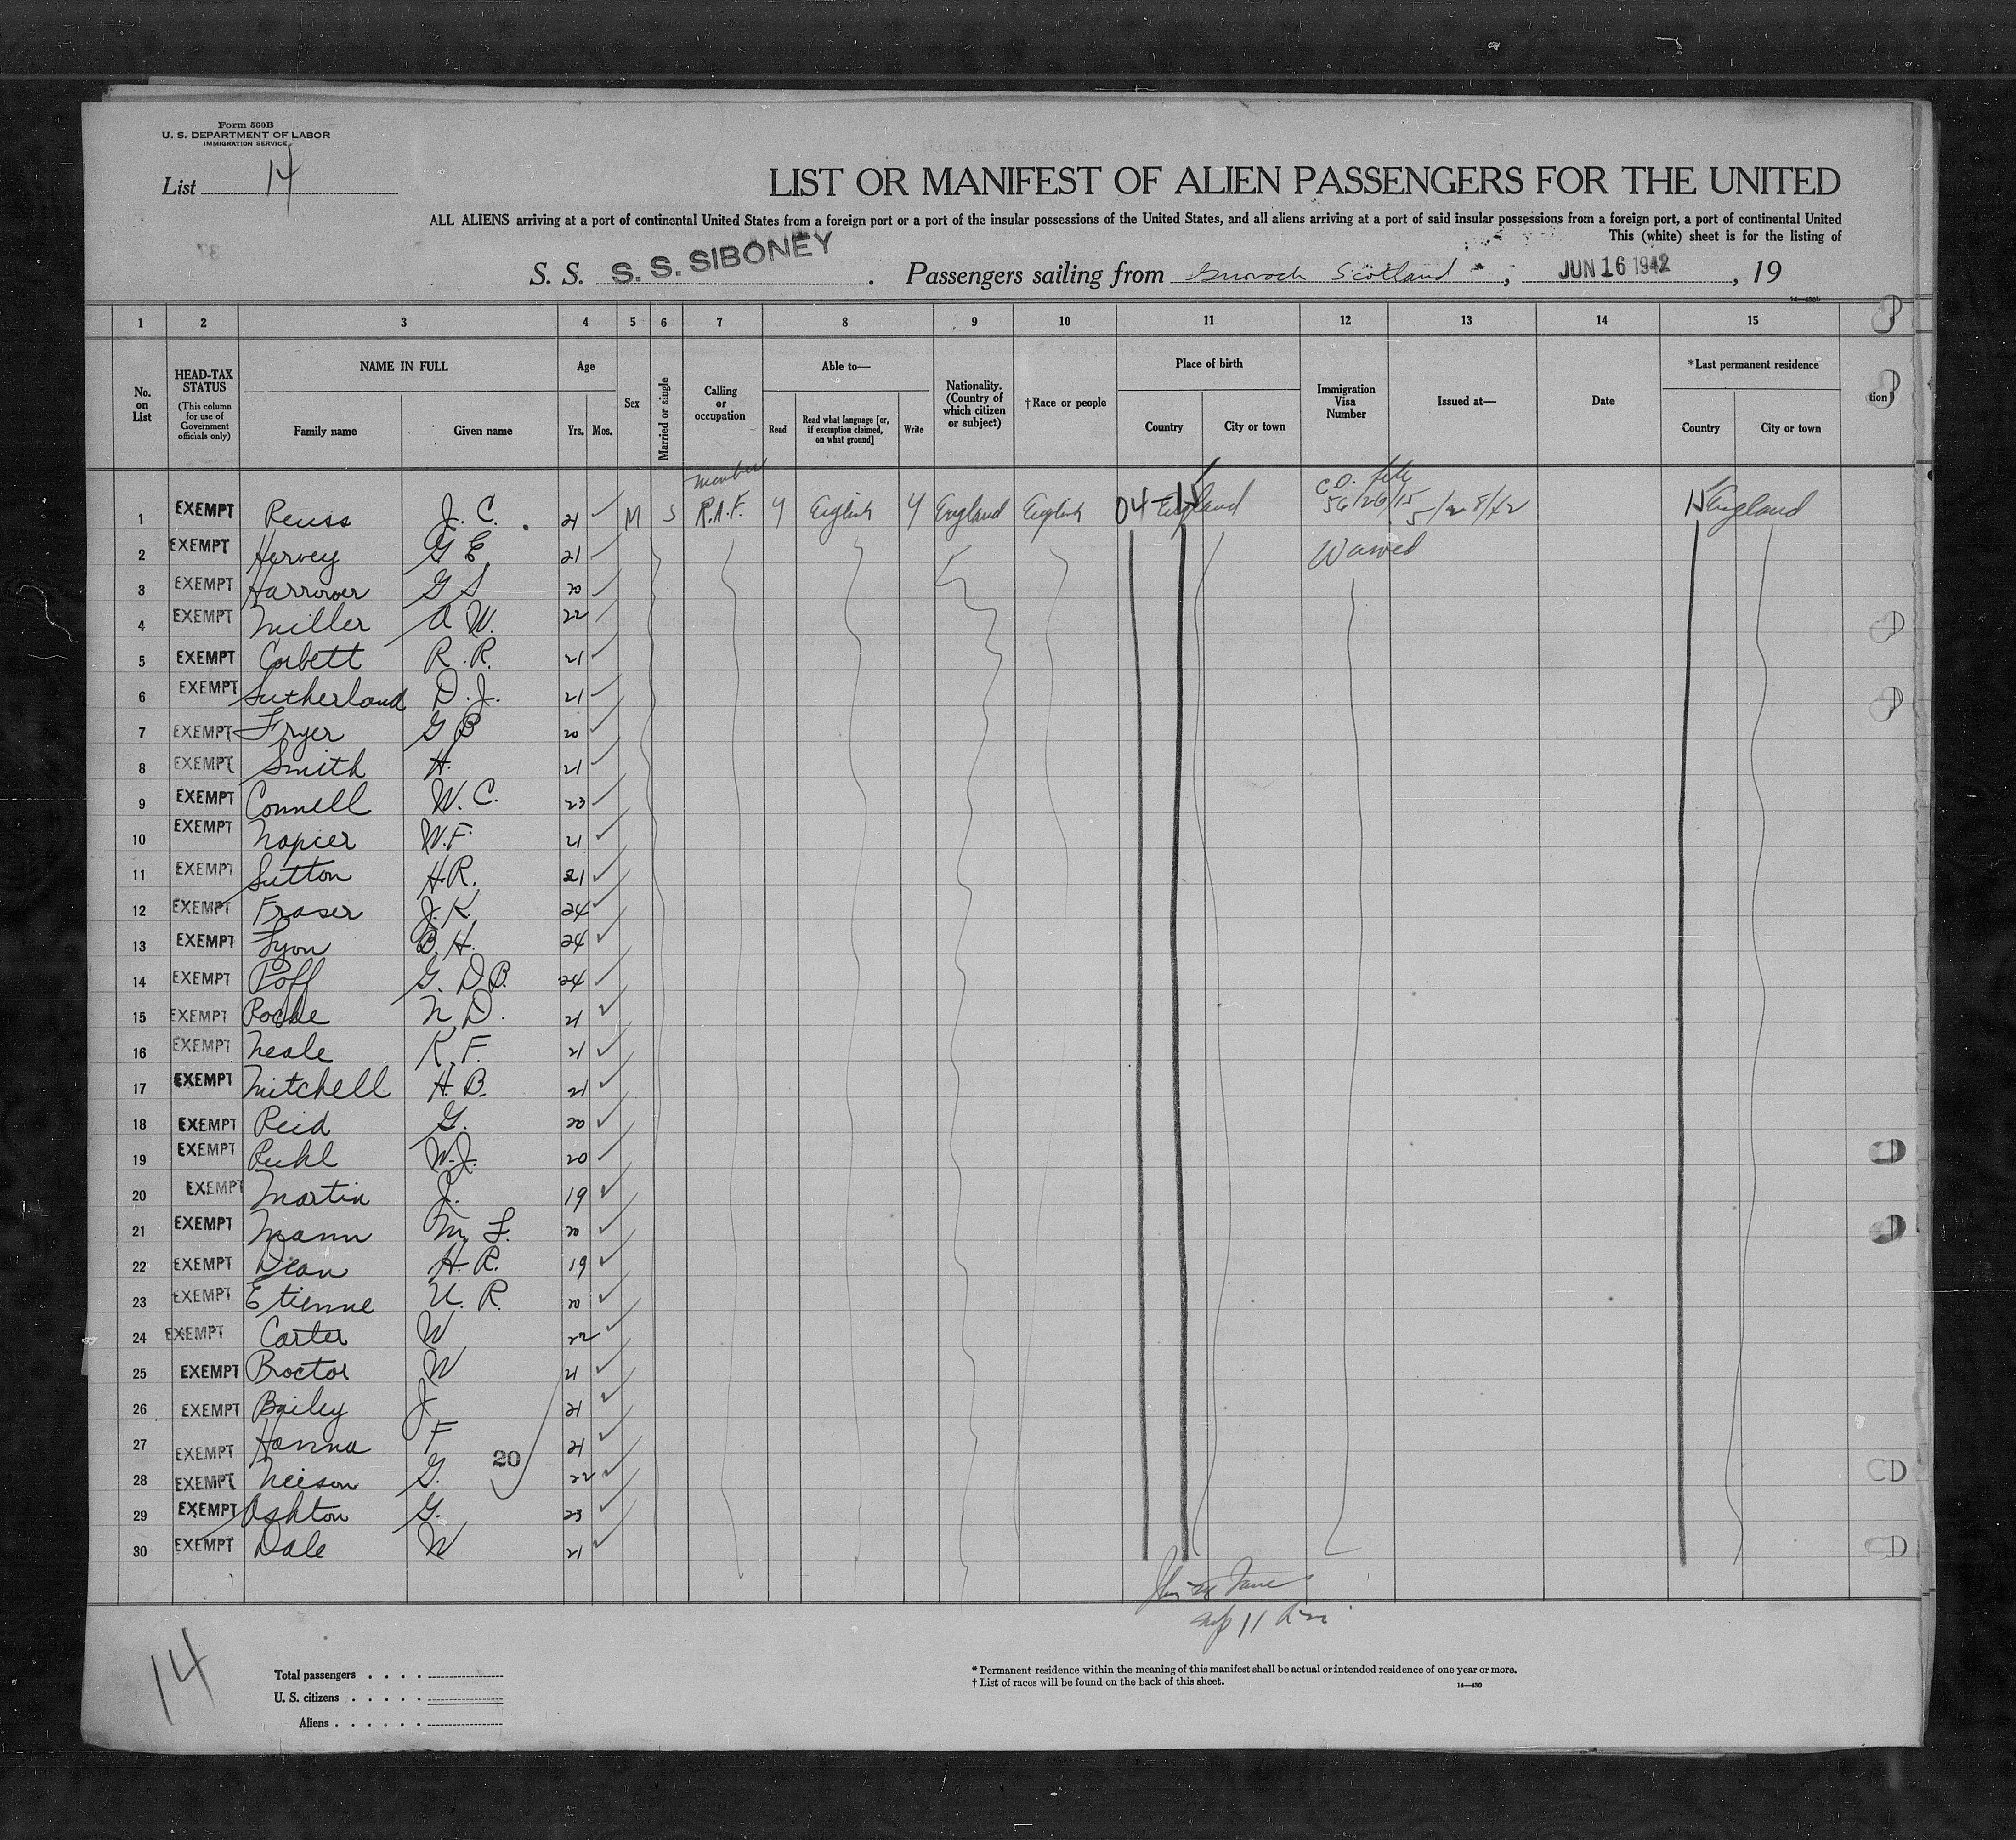 Form 500B
U. S. DEPARTMENT OF LABOR
IMMIGRATION SERVICE
List 14
LIST OR MANIFEST OF ALIEN PASSENGERS FOR THE UNITED
ALL ALIENS arriving at a port of continental United States from a foreign port or a port of the insular possessions of the United States, and all aliens arriving at a port of said insular possessions from a foreign port, a port of continental United
This (white) sheet is for the listing of
S. S. S. S. SIBONEY . Passengers sailing from Scotland , JUN 16 1942 , 19
1 2 3 4 5 6 7 8 9 10 11 12 13 14 15
No. on List
HEAD-TAX STATUS (This column for use of Government officials only)
NAME IN FULL Family name Given name
Age Yrs. Mos.
Sex
Married or single
Calling or occupation
Able to— Read Read what language [or, if exemption claimed, on what ground] Write
Nationality. (Country of which citizen or subject)
†Race or people
Place of birth Country City or town
Immigration Visa Number
Issued at—
Date
*Last permanent residence Country City or town
tion
1 EXEMPT Reuss J. C. 21 M S member R.A.F. Y English Y England English 04 England C.O. 56/26/15 5/28/42 England
2 EXEMPT Hervey G E. 21 Waived
3 EXEMPT Harrower G S 20
4 EXEMPT Miller A W. 22
5 EXEMPT Corbett R. R. 21
6 EXEMPT Sutherland D. J. 21
7 EXEMPT Fryer G B 20
8 EXEMPT Smith H. 21
9 EXEMPT Connell W. C. 23
10 EXEMPT Napier W. F. 21
11 EXEMPT Sutton H. R. 21
12 EXEMPT Fraser J. K. 24
13 EXEMPT Lyon B. H. 24
14 EXEMPT Poff G. D. B. 24
15 EXEMPT Roche N D. 21
16 EXEMPT Neale K. F. 21
17 EXEMPT Mitchell H. B. 21
18 EXEMPT Reid G. 20
19 EXEMPT W. J. 20
20 EXEMPT Martin J. 19
21 EXEMPT Mann M. F. 20
22 EXEMPT Dean H. R. 19
23 EXEMPT Etienne U. R. 20
24 EXEMPT Carter W 22
25 EXEMPT Proctor W 21
26 EXEMPT Bailey J 21
27 EXEMPT Hanna F 21
20
28 EXEMPT Neison G. 22
29 EXEMPT Ashton G. 23
30 EXEMPT Dale W 21
14
Total passengers . . . .
U. S. citizens . . . . .
Aliens . . . . . .
* Permanent residence within the meaning of this manifest shall be actual or intended residence of one year or more.
† List of races will be found on the back of this sheet.
14—430